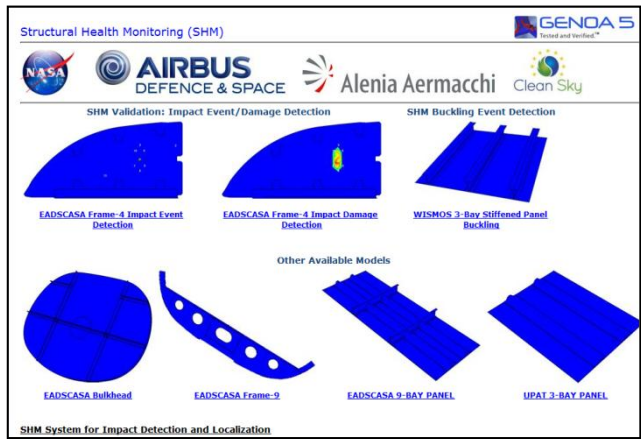 Structural Health Monitoring (SHM)
GENOA 5
Tested and Verified.™
NASA
AIRBUS
DEFENCE & SPACE
Alenia Aermacchi
Clean Sky
SHM Validation: Impact Event/Damage Detection
SHM Buckling Event Detection
EADSCASA Frame-4 Impact Event
Detection
EADSCASA Frame-4 Impact Damage
Detection
WISMOS 3-Bay Stiffened Panel
Buckling
Other Available Models
EADSCASA Bulkhead
EADSCASA Frame-9
EADSCASA 9-BAY PANEL
UPAT 3-BAY PANEL
SHM System for Impact Detection and Localization